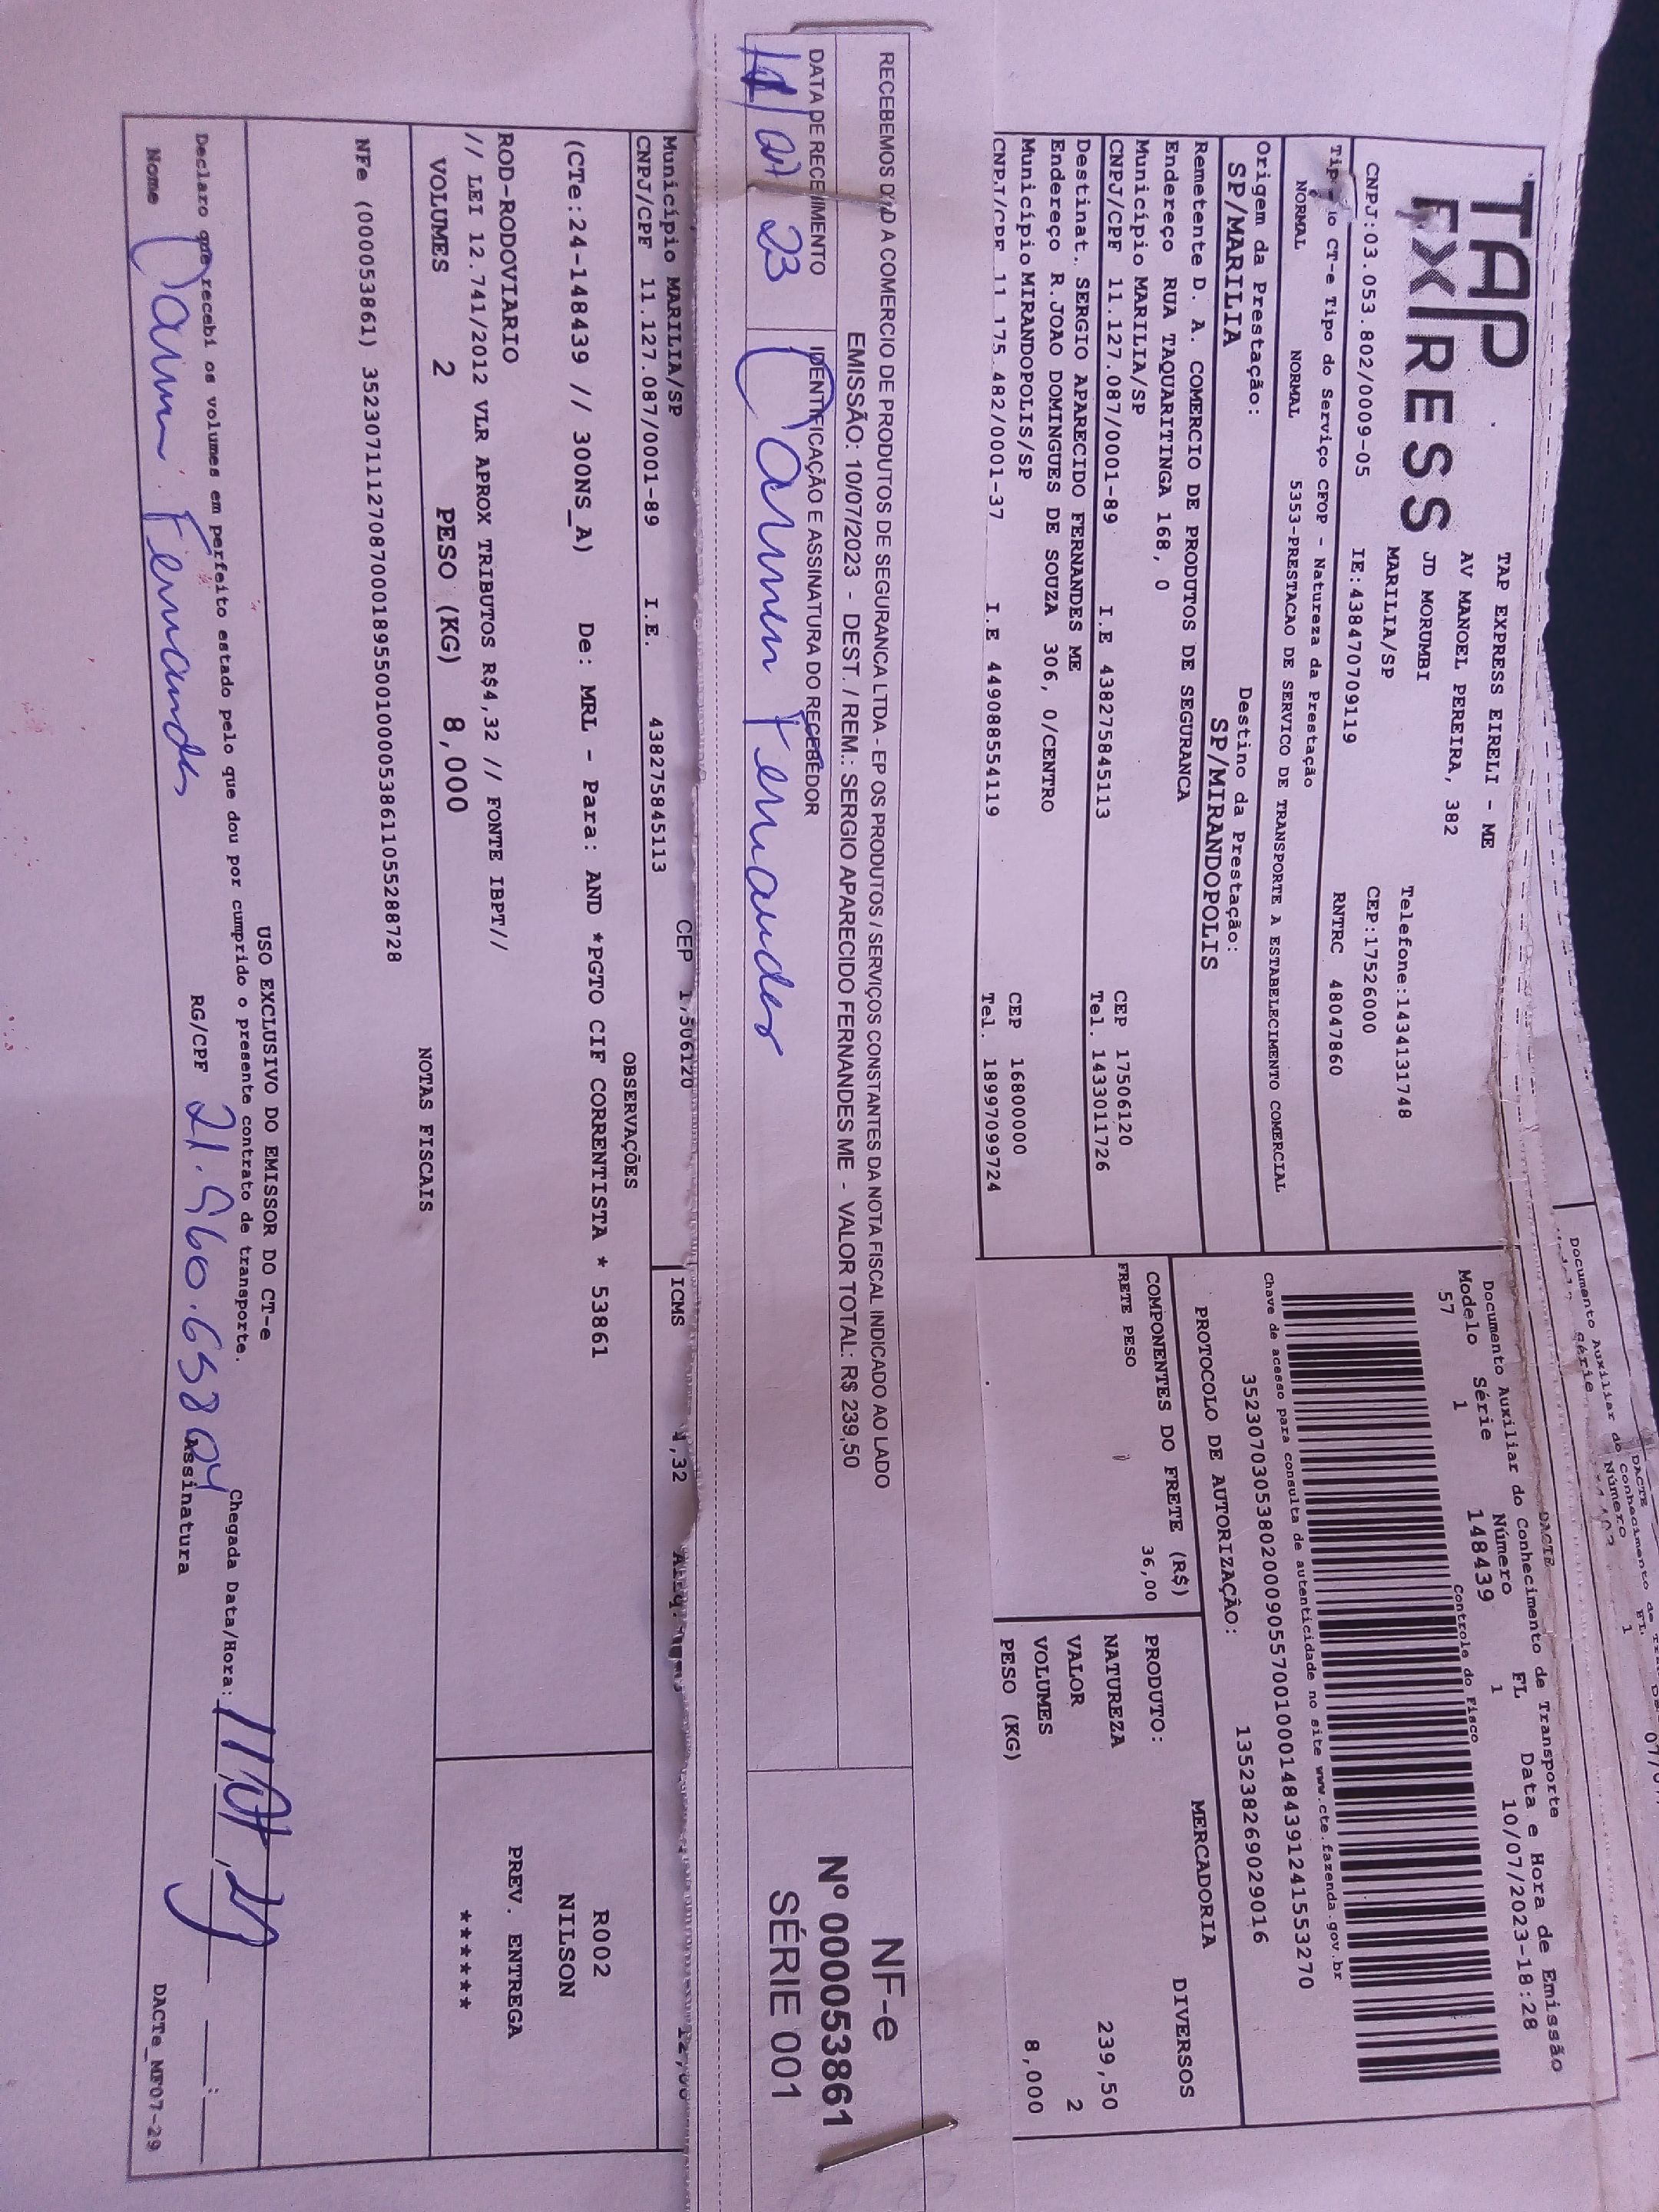 TAP
EXPRESS
TAP EXPRESS EIRELI - ME
AV MANOEL PEREIRA, 382
JD MORUMBI
MARILIA/SP
Telefone:1434131748
CEP:17526000
CNPJ:03.053.802/0009-05 IE:438470709119 RNTRC 48047860
CT-e Tipo do Serviço CFOP - Natureza da Prestação
NORMAL NORMAL 5353-PRESTACAO DE SERVICO DE TRANSPORTE A ESTABELECIMENTO COMERCIAL
Origem da Prestação: Destino da Prestação:
SP/MARILIA SP/MIRANDOPOLIS
Remetente D. A. COMERCIO DE PRODUTOS DE SEGURANCA
Endereço RUA TAQUARITINGA 168, 0
Município MARILIA/SP CEP 17506120
CNPJ/CPF 11.127.087/0001-89 I.E 438275845113 Tel. 1433011726
Destinat. SERGIO APARECIDO FERNANDES ME
Endereço R.JOAO DOMINGUES DE SOUZA 306, 0/CENTRO
Município MIRANDOPOLIS/SP CEP 16800000
CNPJ/CPF 11 175 482/0001-37 I.E 449088554119 Tel. 18997099724
DACTE
Documento Auxiliar do Conhecimento de Transporte
Modelo Série Número FL Data e Hora de Emissão
57 1 148439 1 10/07/2023-18:28
Controle do Fisco
Chave de acesso para consulta de autenticidade no site www.cte.fazenda.gov.br
35230703053802000905570010001484391241553270
PROTOCOLO DE AUTORIZAÇÃO: 135238269029016
COMPONENTES DO FRETE (R$)
FRETE PESO 36,00
MERCADORIA
PRODUTO: DIVERSOS
NATUREZA
VALOR 239,50
VOLUMES 2
PESO (KG) 8,000
RECEBEMOS D. A COMERCIO DE PRODUTOS DE SEGURANCA LTDA - EP OS PRODUTOS / SERVIÇOS CONSTANTES DA NOTA FISCAL INDICADO AO LADO
EMISSÃO: 10/07/2023 - DEST. / REM.: SERGIO APARECIDO FERNANDES ME - VALOR TOTAL: R$ 239,50
DATA DE RECEBIMENTO IDENTIFICAÇÃO E ASSINATURA DO RECEBEDOR
11/07 23 Fernandes
NF-e
Nº 000053861
SÉRIE 001
Município MARILIA/SP CEP
CNPJ/CPF 11.127.087/0001-89 I.E. 438275845113
ICMS 4,32
OBSERVAÇÕES
(CTe:24-148439 // 300NS_A) De: MRL - Para: AND *PGTO CIF CORRENTISTA * 53861
ROD-RODOVIARIO
// LEI 12.741/2012 VLR APROX TRIBUTOS R$4,32 // FONTE IBPT//
VOLUMES 2 PESO (KG) 8,000
R002
NILSON
PREV. ENTREGA
******
NOTAS FISCAIS
NFe (000053861) 35230711127087000189550010000538611055288728
USO EXCLUSIVO DO EMISSOR DO CT-e
Declaro que recebi os volumes em perfeito estado pelo que dou por cumprido o presente contrato de transporte.
Chegada Data/Hora: 11/07/23
Nome Fernandes RG/CPF Assinatura
DACTe_MF07-29